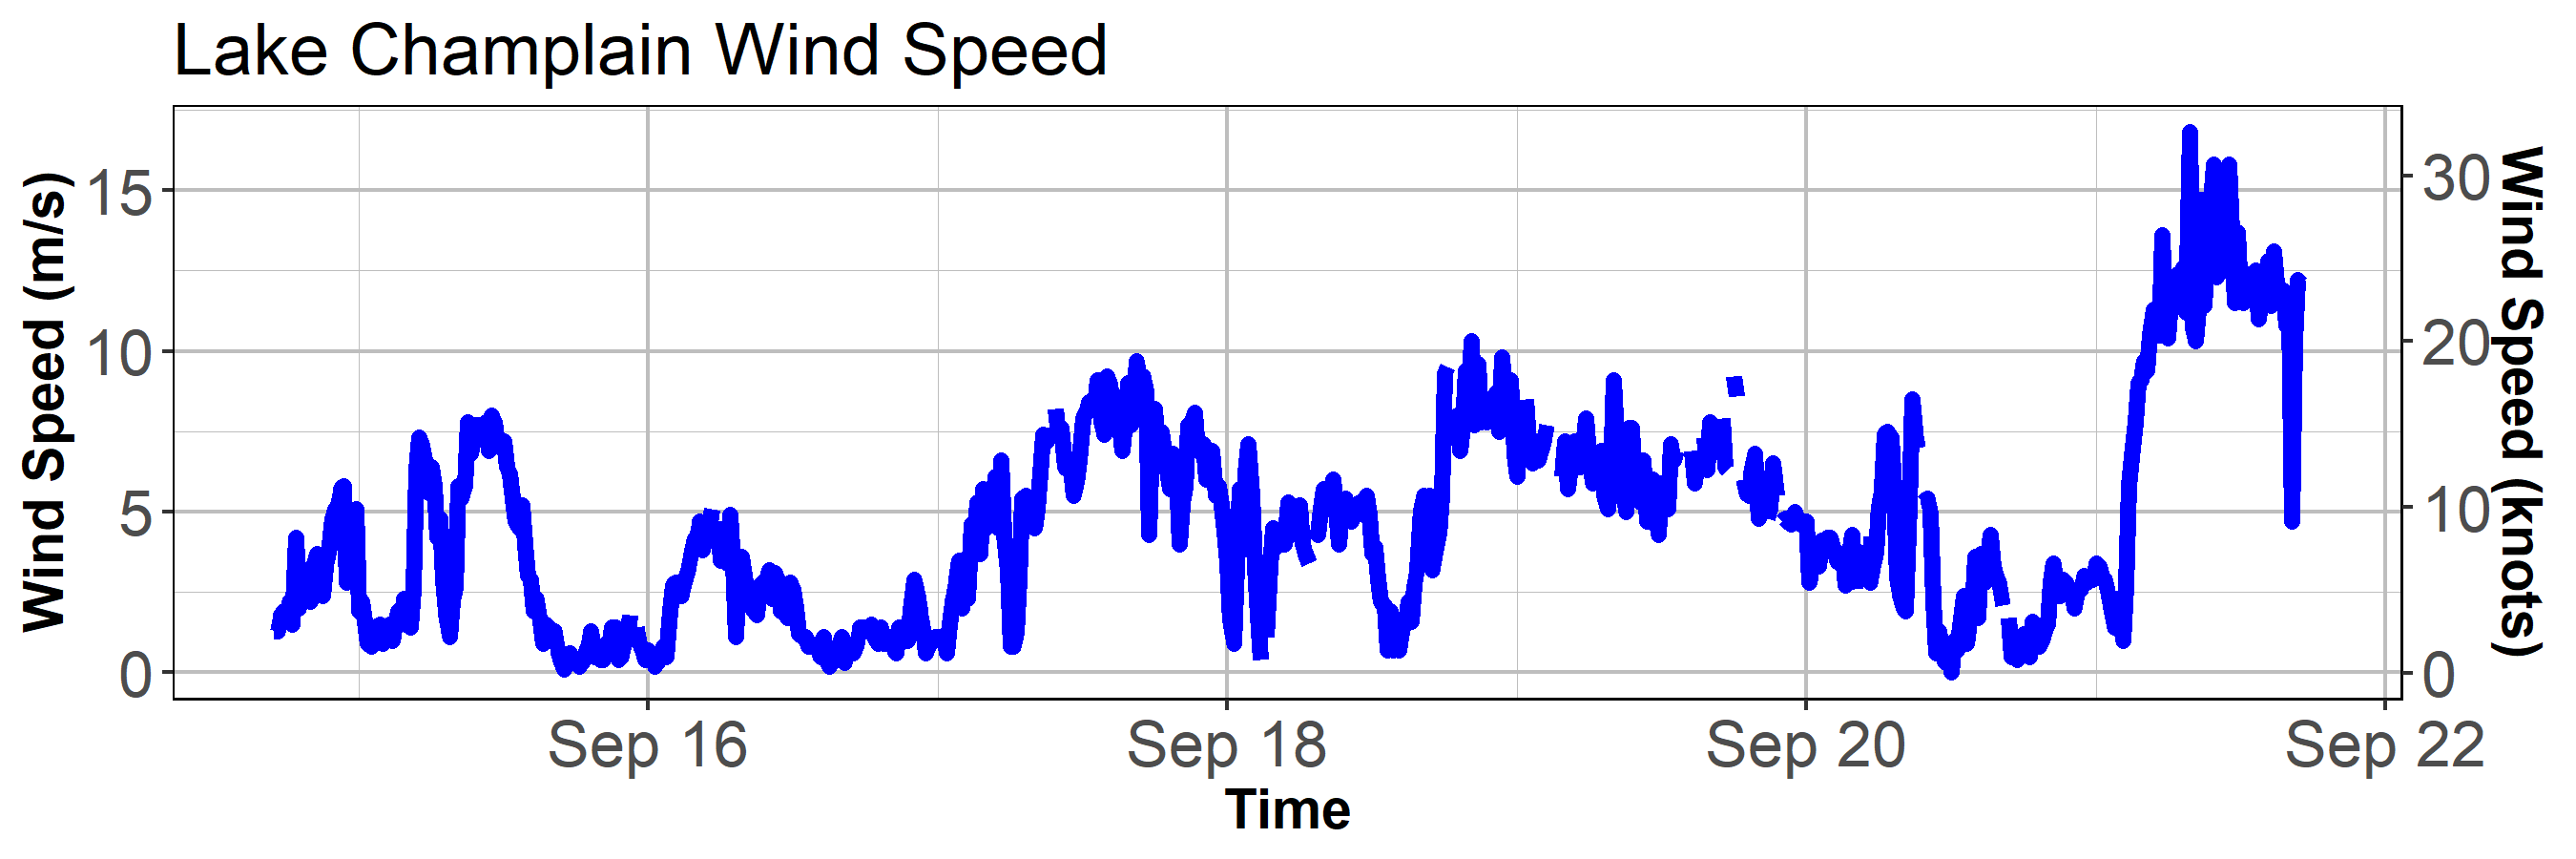 Lake Champlain Wind Speed
Wind Speed (m/s)
15
10
5
0
30
20
10
0
Wind Speed (knots)
Sep 16
Sep 18
Sep 20
Sep 22
Time